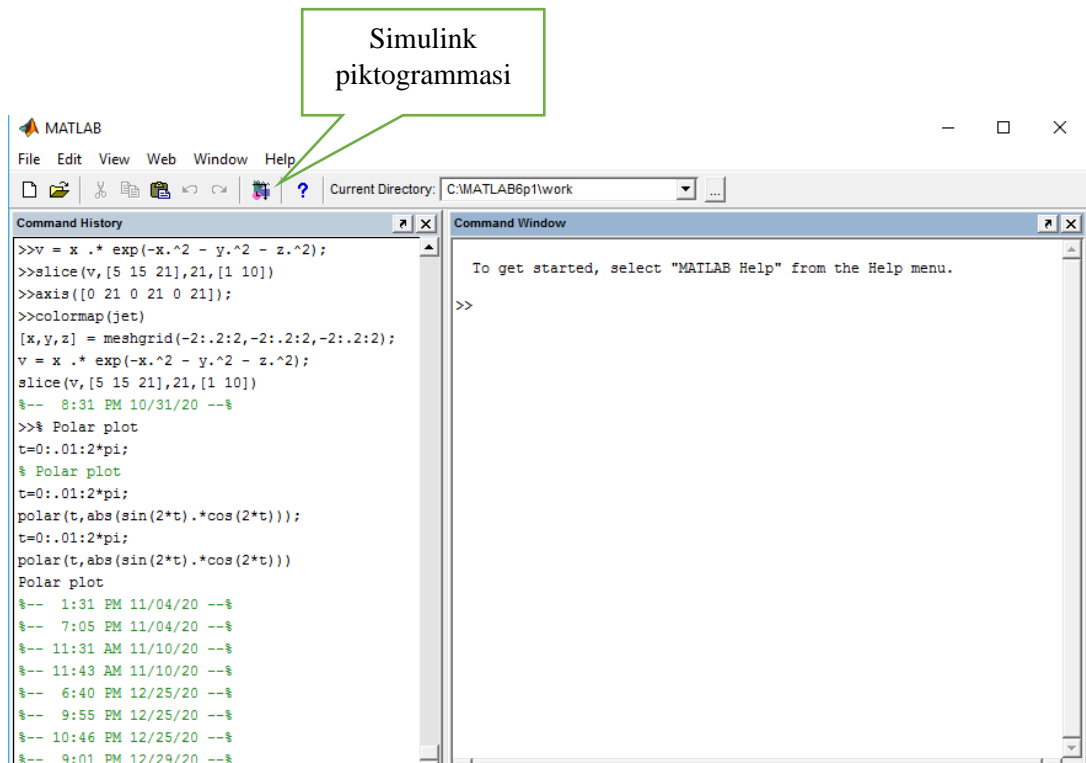 Simulink
piktogrammasi
MATLAB
File Edit View Web Window Help
? Current Directory: C:\MATLAB6p1\work ...
Command History
>>v = x .* exp(-x.^2 - y.^2 - z.^2);
>>slice(v,[5 15 21],21,[1 10])
>>axis([0 21 0 21 0 21]);
>>colormap(jet)
[x,y,z] = meshgrid(-2:.2:2,-2:.2:2,-2:.2:2);
v = x .* exp(-x.^2 - y.^2 - z.^2);
slice(v,[5 15 21],21,[1 10])
%-- 8:31 PM 10/31/20 --%
>>% Polar plot
t=0:.01:2*pi;
% Polar plot
t=0:.01:2*pi;
polar(t,abs(sin(2*t).*cos(2*t)));
t=0:.01:2*pi;
polar(t,abs(sin(2*t).*cos(2*t)))
Polar plot
%-- 1:31 PM 11/04/20 --%
%-- 7:05 PM 11/04/20 --%
%-- 11:31 AM 11/10/20 --%
%-- 11:43 AM 11/10/20 --%
%-- 6:40 PM 12/25/20 --%
%-- 9:55 PM 12/25/20 --%
%-- 10:46 PM 12/25/20 --%
%-- 9:01 PM 12/29/20 --%
Command Window
To get started, select "MATLAB Help" from the Help menu.
>>